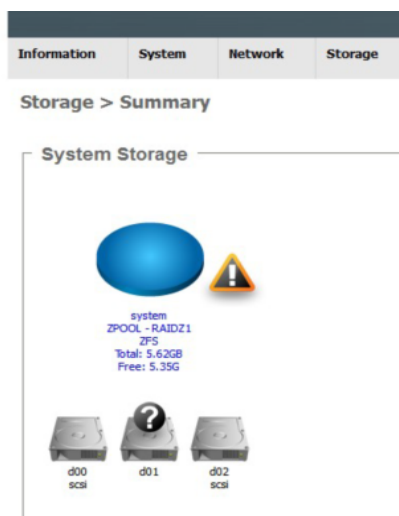 Information System Network Storage
Storage > Summary
System Storage
system
ZPOOL - RAIDZ1
ZFS
Total: 5.62GB
Free: 5.35G
?
d00 d01 d02
scsi scsi